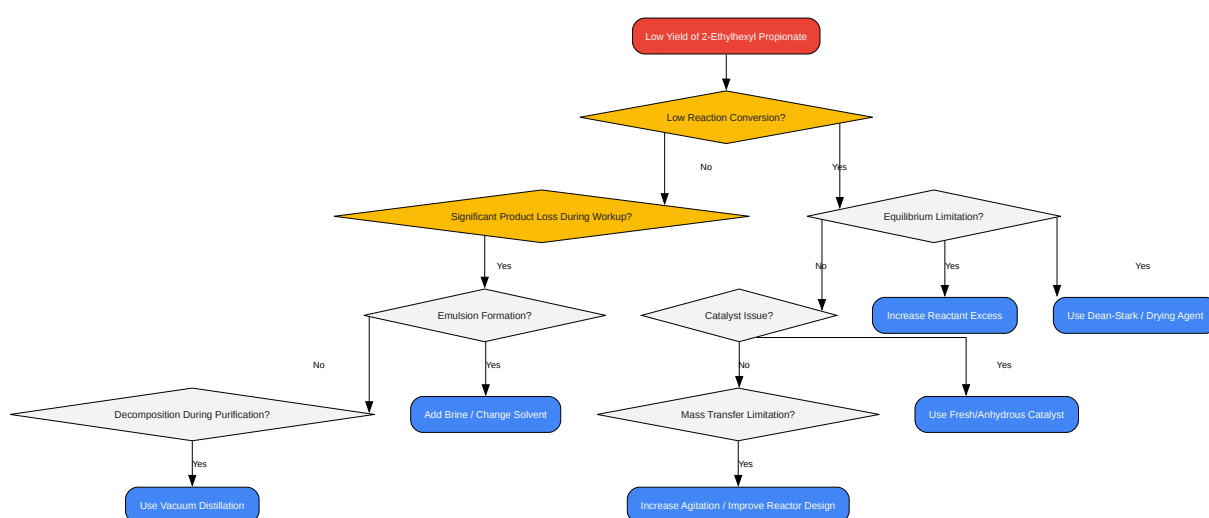 Low Yield of 2-Ethylhexyl Propionate
Low Reaction Conversion?
No
Yes
Significant Product Loss During Workup?
Equilibrium Limitation?
Yes
No
Yes
Yes
Emulsion Formation?
Catalyst Issue?
Increase Reactant Excess
Use Dean-Stark / Drying Agent
No
Yes
No
Yes
Decomposition During Purification?
Add Brine / Change Solvent
Mass Transfer Limitation?
Use Fresh/Anhydrous Catalyst
Yes
Yes
Use Vacuum Distillation
Increase Agitation / Improve Reactor Design